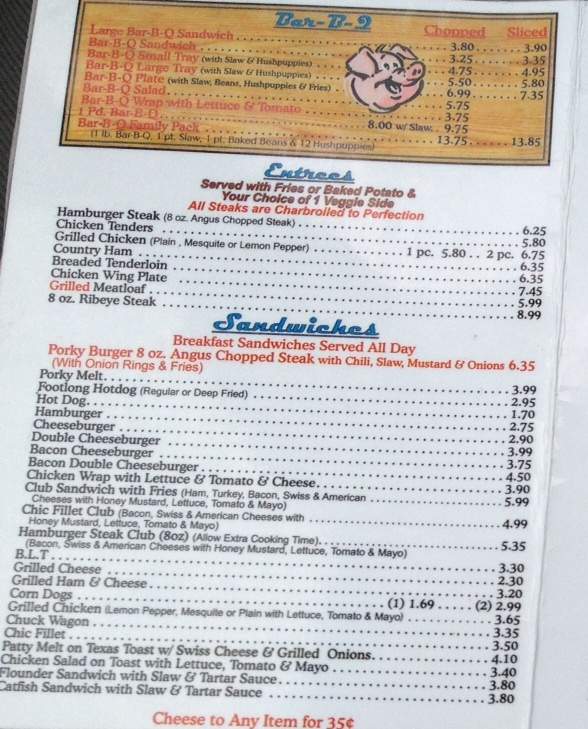 Bar-B-Q Chopped Sliced
Large Bar-B-Q Sandwich 3.80 3.90
Bar-B-Q Sandwich 3.25 3.35
Bar-B-Q Small Tray (with Slaw & Hushpuppies) 4.75 4.95
Bar-B-Q Large Tray (with Slaw & Hushpuppies) 5.50 5.80
Bar-B-Q Plate (with Slaw, Beans, Hushpuppies & Fries) 6.99 7.35
Bar-B-Q Salad 5.75
Bar-B-Q Wrap with Lettuce & Tomato 3.75
1 Pd. Bar-B-Q 8.00 w/ Slaw 9.75
Bar-B-Q Family Pack 13.75 13.85
(1 lb. Bar-B-Q, 1 pt. Slaw, 1 pt. Baked Beans & 12 Hushpuppies)
Entrees
Served with Fries or Baked Potato &
Your Choice of 1 Veggie Side
All Steaks are Charbroiled to Perfection
Hamburger Steak (8 oz. Angus Chopped Steak) 6.25
Chicken Tenders 5.80
Grilled Chicken (Plain , Mesquite or Lemon Pepper) 1 pc. 5.80 . . 2 pc. 6.75
Country Ham 6.35
Breaded Tenderloin 6.35
Chicken Wing Plate 7.45
Grilled Meatloaf 5.99
8 oz. Ribeye Steak 8.99
Sandwiches
Breakfast Sandwiches Served All Day
Porky Burger 8 oz. Angus Chopped Steak with Chili, Slaw, Mustard & Onions 6.35
(With Onion Rings & Fries)
Porky Melt 3.99
Footlong Hotdog (Regular or Deep Fried) 2.95
Hot Dog 1.70
Hamburger 2.75
Cheeseburger 2.90
Double Cheeseburger 3.99
Bacon Cheeseburger 3.75
Bacon Double Cheeseburger 4.50
Chicken Wrap with Lettuce & Tomato & Cheese 3.90
Club Sandwich with Fries (Ham, Turkey, Bacon, Swiss & American 5.99
Cheeses with Honey Mustard, Lettuce, Tomato & Mayo)
Chic Fillet Club (Bacon, Swiss & American Cheeses with 4.99
Honey Mustard, Lettuce, Tomato & Mayo)
Hamburger Steak Club (8oz) (Allow Extra Cooking Time) 5.35
(Bacon, Swiss & American Cheeses with Honey Mustard, Lettuce, Tomato & Mayo)
B.L.T 3.30
Grilled Cheese 2.30
Grilled Ham & Cheese 3.20
Corn Dogs (1) 1.69 (2) 2.99
Grilled Chicken (Lemon Pepper, Mesquite or Plain with Lettuce, Tomato & Mayo) 3.65
Chuck Wagon 3.35
Chic Fillet 3.50
Patty Melt on Texas Toast w/ Swiss Cheese & Grilled Onions 4.10
Chicken Salad on Toast with Lettuce, Tomato & Mayo 3.40
Flounder Sandwich with Slaw & Tartar Sauce 3.80
Catfish Sandwich with Slaw & Tartar Sauce 3.80
Cheese to Any Item for 35¢